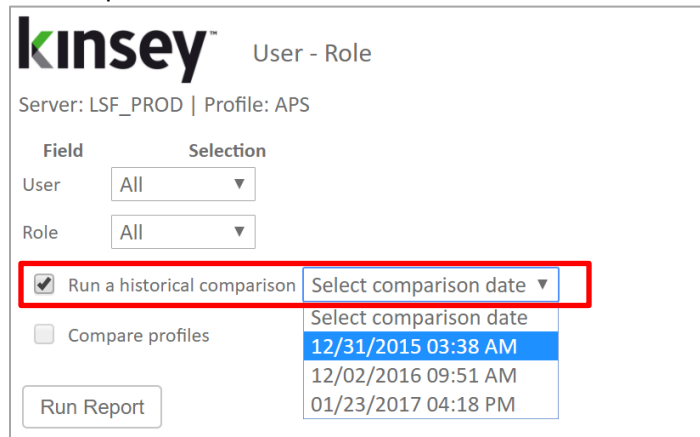 kinsey™ User - Role
Server: LSF_PROD | Profile: APS
Field Selection
User All ▼
Role All ▼
Run a historical comparison Select comparison date ▼
Select comparison date
Compare profiles 12/31/2015 03:38 AM
12/02/2016 09:51 AM
Run Report 01/23/2017 04:18 PM